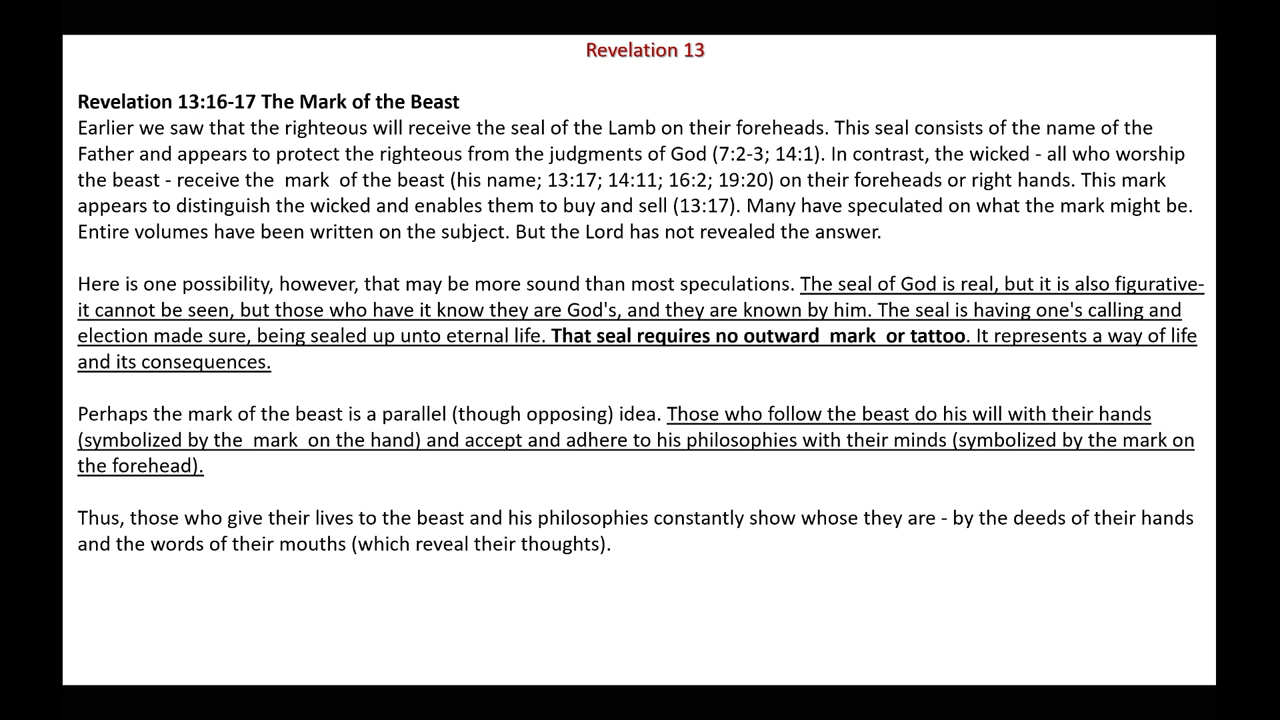 Revelation 13
Revelation 13:16-17 The Mark of the Beast
Earlier we saw that the righteous will receive the seal of the Lamb on their foreheads. This seal consists of the name of the
Father and appears to protect the righteous from the judgments of God (7:2-3; 14:1). In contrast, the wicked - all who worship
the beast - receive the  mark  of the beast (his name; 13:17; 14:11; 16:2; 19:20) on their foreheads or right hands. This mark
appears to distinguish the wicked and enables them to buy and sell (13:17). Many have speculated on what the mark might be.
Entire volumes have been written on the subject. But the Lord has not revealed the answer.
Here is one possibility, however, that may be more sound than most speculations. The seal of God is real, but it is also figurative-
it cannot be seen, but those who have it know they are God's, and they are known by him. The seal is having one's calling and
election made sure, being sealed up unto eternal life. That seal requires no outward  mark  or tattoo. It represents a way of life
and its consequences.
Perhaps the mark of the beast is a parallel (though opposing) idea. Those who follow the beast do his will with their hands
(symbolized by the  mark  on the hand) and accept and adhere to his philosophies with their minds (symbolized by the mark on
the forehead).
Thus, those who give their lives to the beast and his philosophies constantly show whose they are - by the deeds of their hands
and the words of their mouths (which reveal their thoughts).